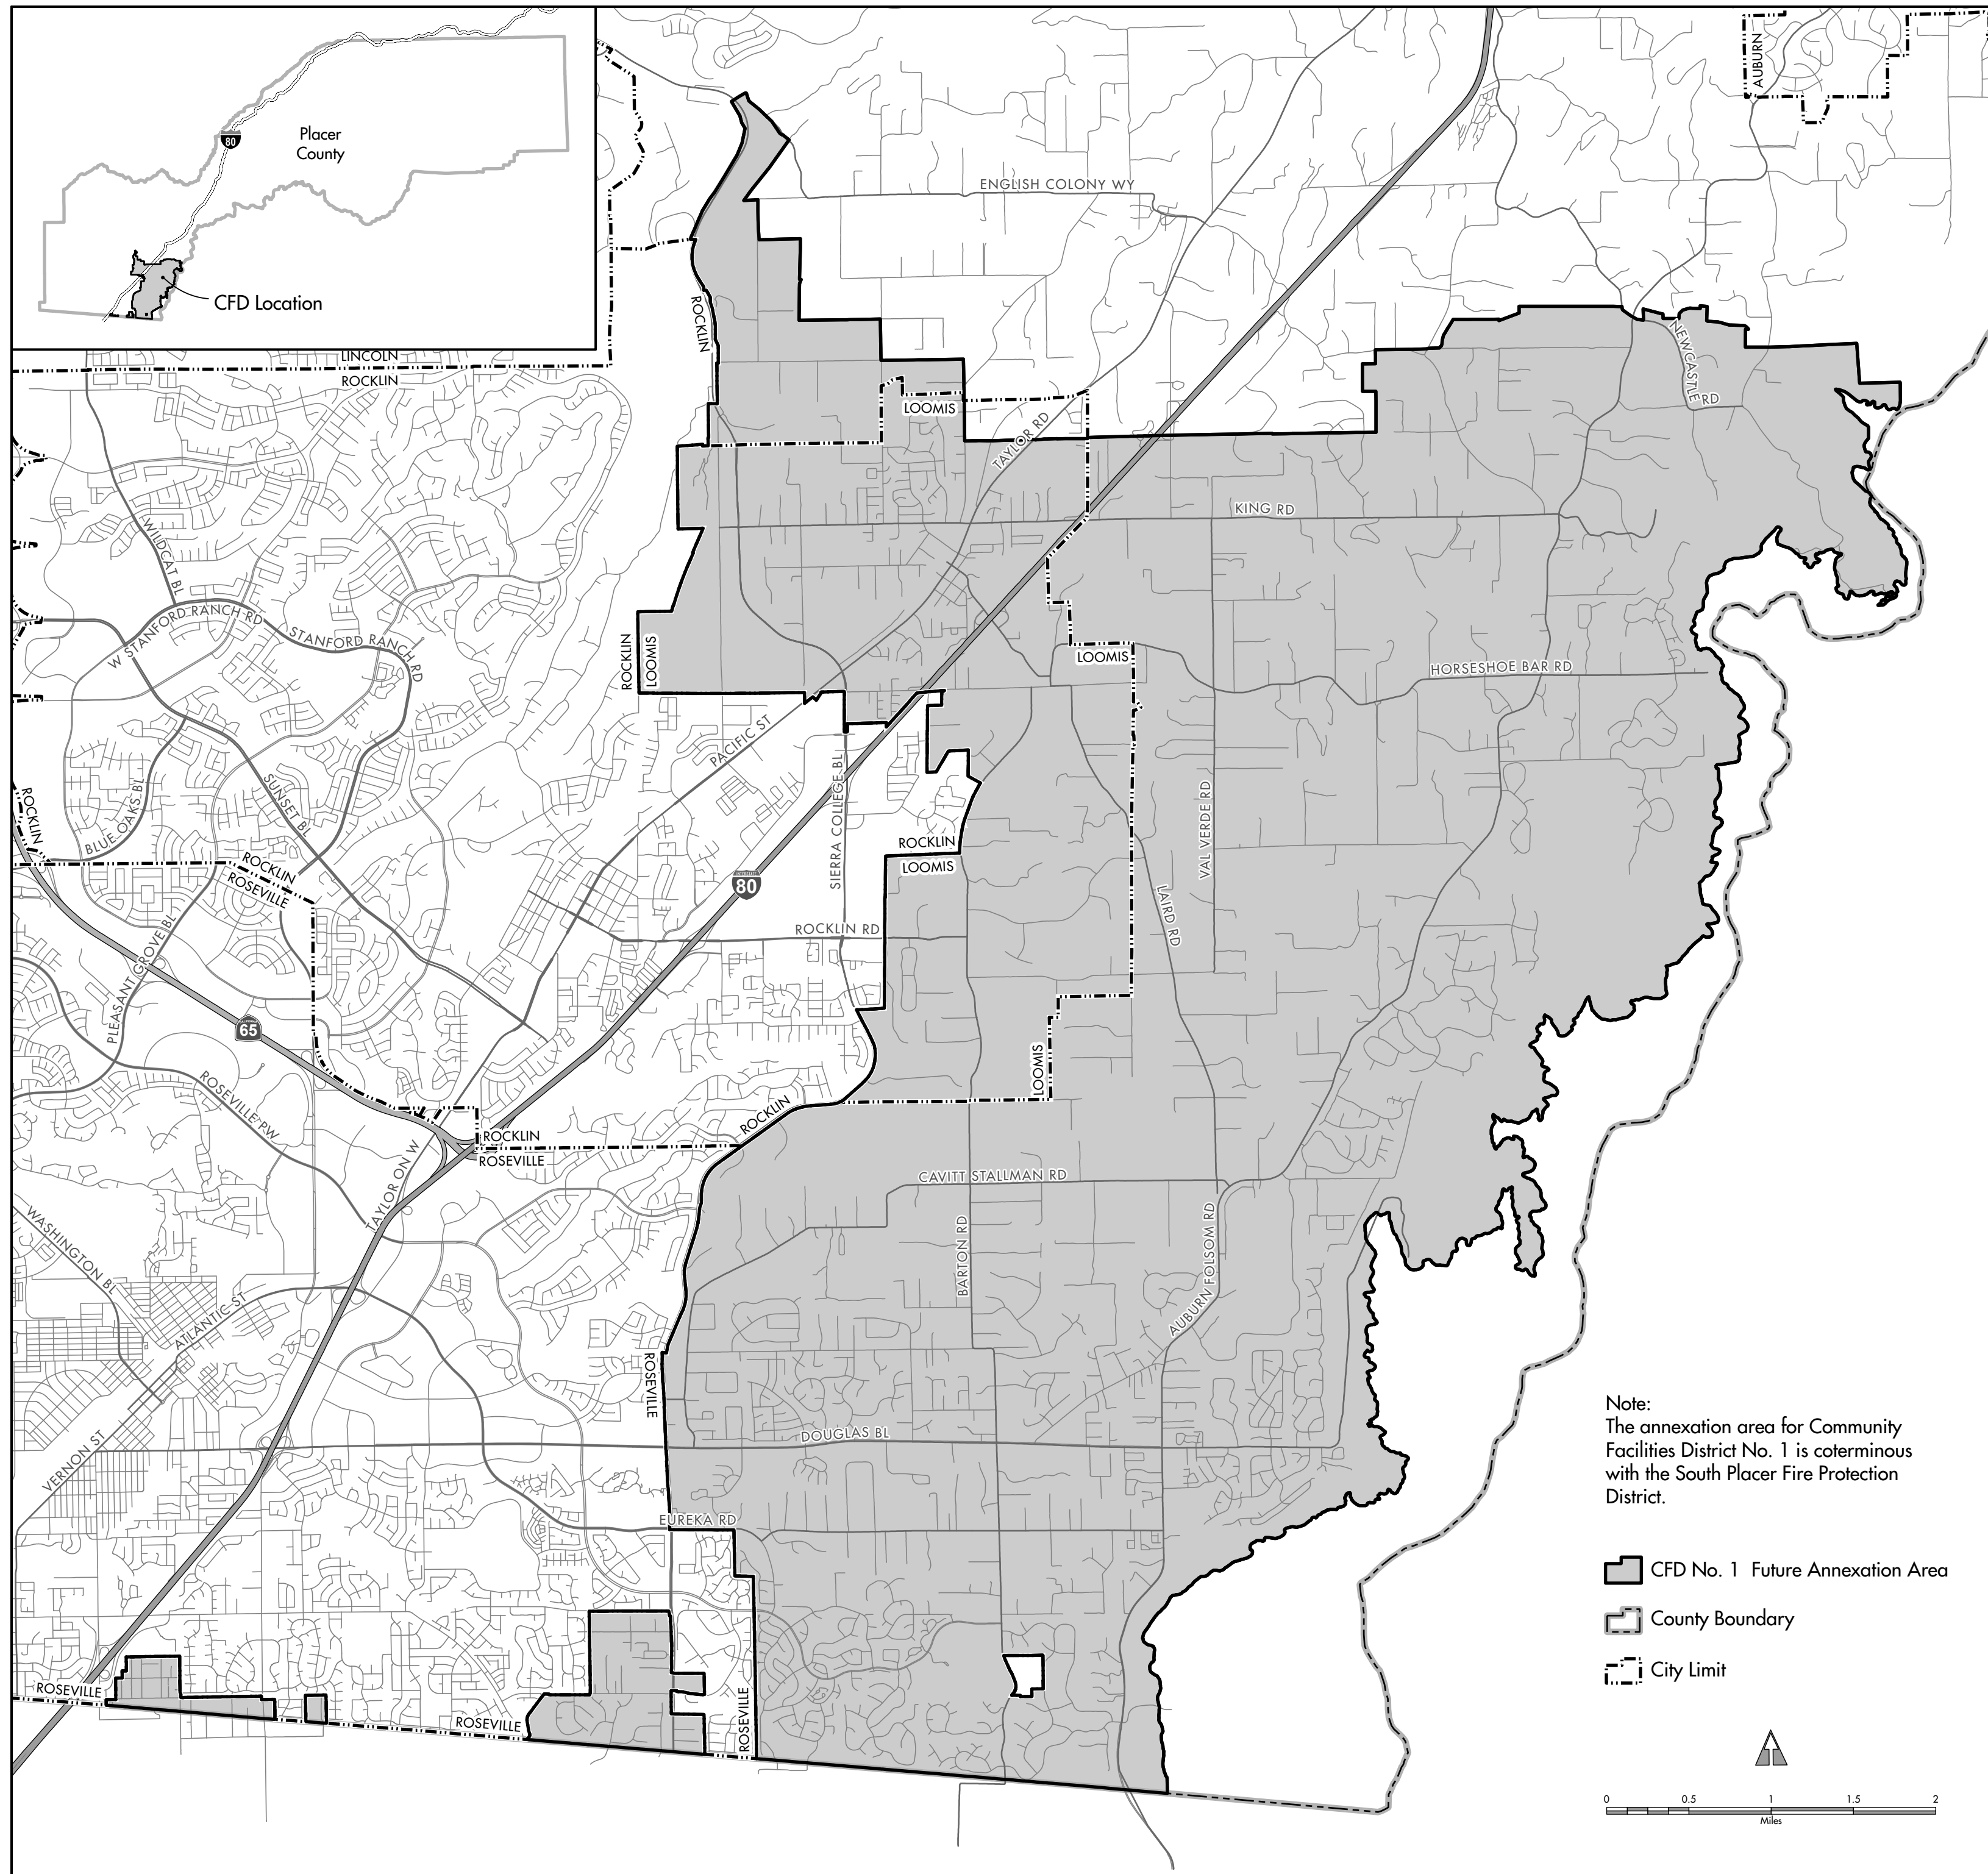 80
Placer
County
CFD Location
AUBURN
ENGLISH COLONY WY
ROCKLIN
LINCOLN
ROCKLIN
NEWCASTLE RD
LOOMIS
TAYLOR RD
KING RD
WILDCAT BL
W STANFORD RANCH RD
STANFORD RANCH RD
ROCKLIN
LOOMIS
LOOMIS
HORSESHOE BAR RD
PACIFIC ST
SIERRA COLLEGE BL
SUNSET BL
BLUE OAKS BL
ROCKLIN
VAL VERDE RD
ROCKLIN
LOOMIS
ROCKLIN
ROSEVILLE
80
LAIRD RD
ROCKLIN RD
PLEASANT GROVE BL
65
LOOMIS
ROSEVILLE PW
ROCKLIN
ROCKLIN
ROSEVILLE
TAYLOR ON W
CAVITT STALLMAN RD
WASHINGTON BL
BARTON RD
AUBURN FOLSOM RD
ATLANTIC ST
ROSEVILLE
DOUGLAS BL
VERNON ST
EUREKA RD
ROSEVILLE
ROSEVILLE
ROSEVILLE
Note:
The annexation area for Community
Facilities District No. 1 is coterminous
with the South Placer Fire Protection
District.
CFD No. 1 Future Annexation Area
County Boundary
City Limit
0 0.5 1 1.5 2
Miles